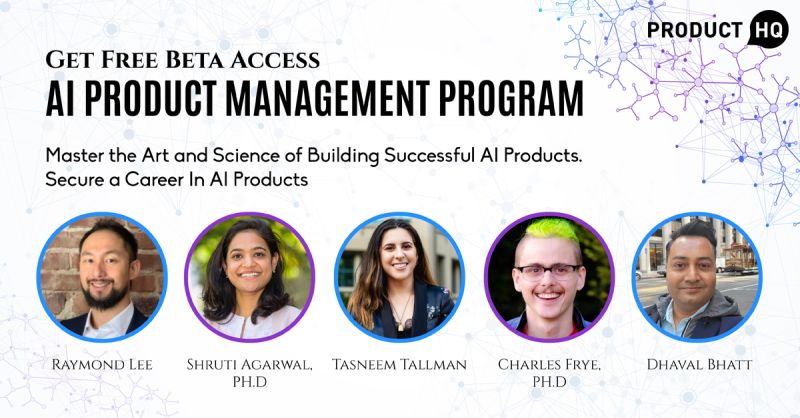 PRODUCT HQ
Get Free Beta Access
AI PRODUCT MANAGEMENT PROGRAM
Master the Art and Science of Building Successful AI Products.
Secure a Career In AI Products
Raymond Lee
Shruti Agarwal,
Ph.D
Tasneem Tallman
Charles Frye,
Ph.D
Dhaval Bhatt